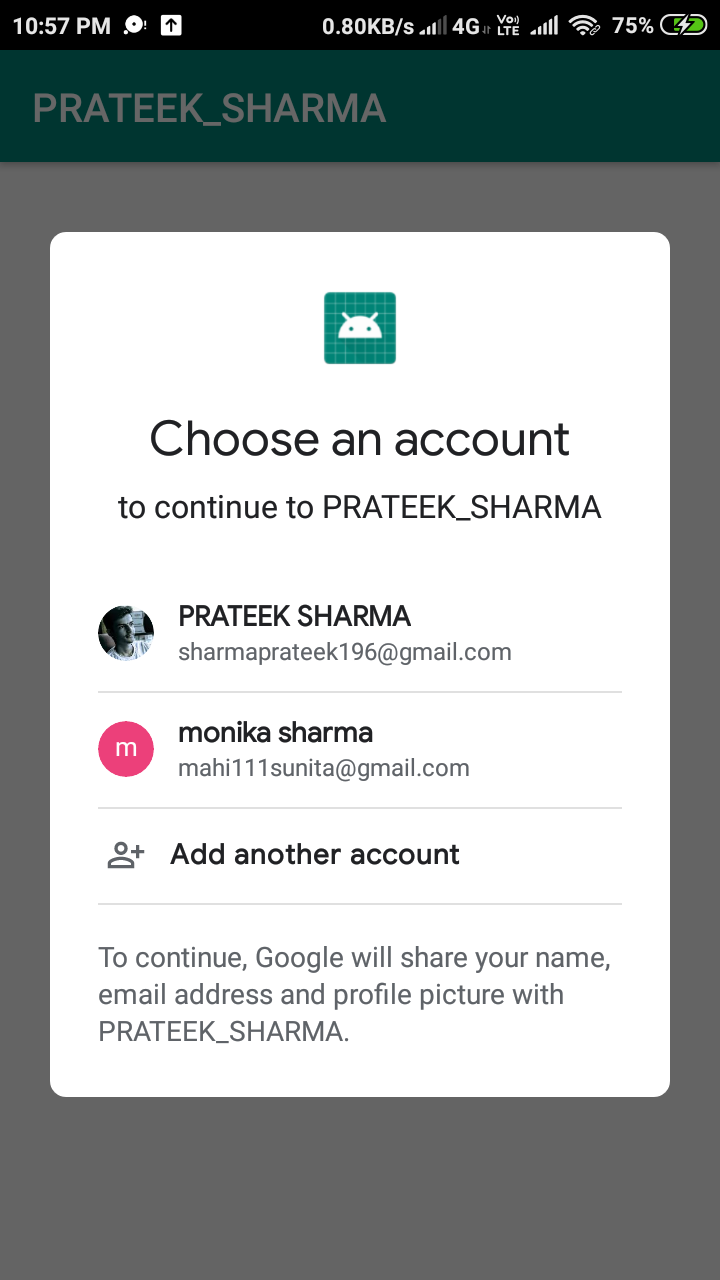 10:57 PM 0.80KB/s 4G VoLTE 75%
PRATEEK_SHARMA
Choose an account
to continue to PRATEEK_SHARMA
PRATEEK SHARMA
sharmaprateek196@gmail.com
m
monika sharma
mahi111sunita@gmail.com
Add another account
To continue, Google will share your name,
email address and profile picture with
PRATEEK_SHARMA.